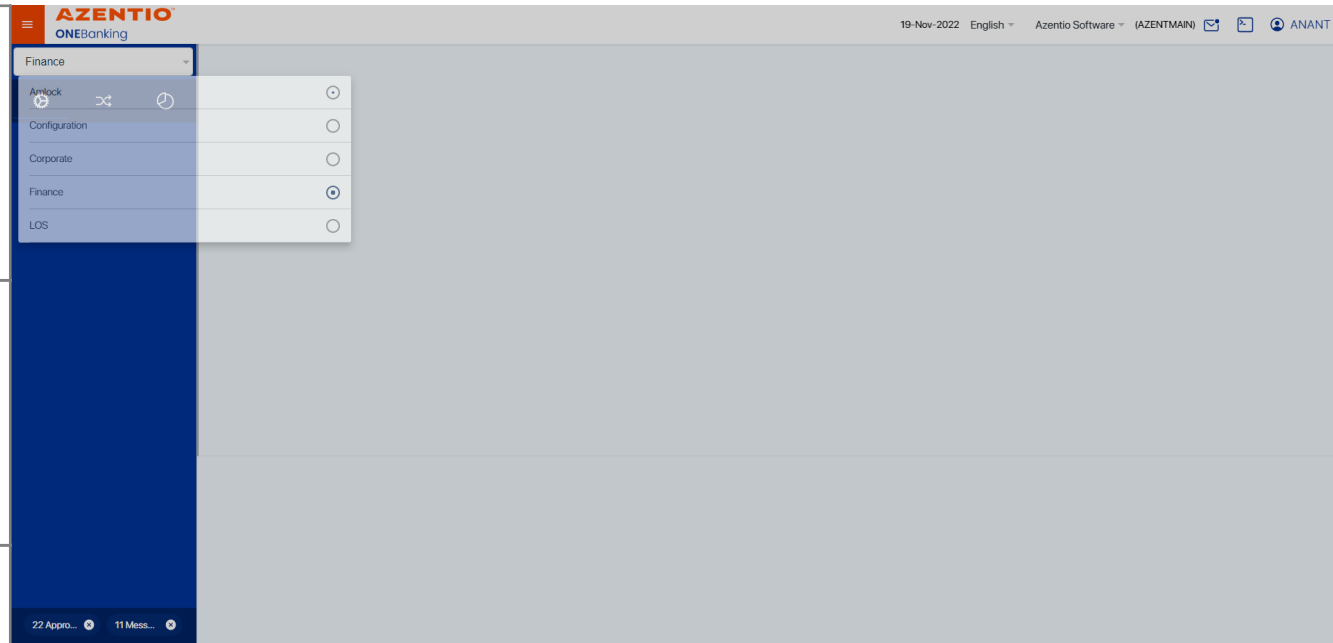 AZENTIO™
ONEBanking
19-Nov-2022 English Azentio Software (AZENTMAIN) ANANT
Finance
Amlock
Configuration
Corporate
Finance
LOS
22 Appro... 11 Mess...